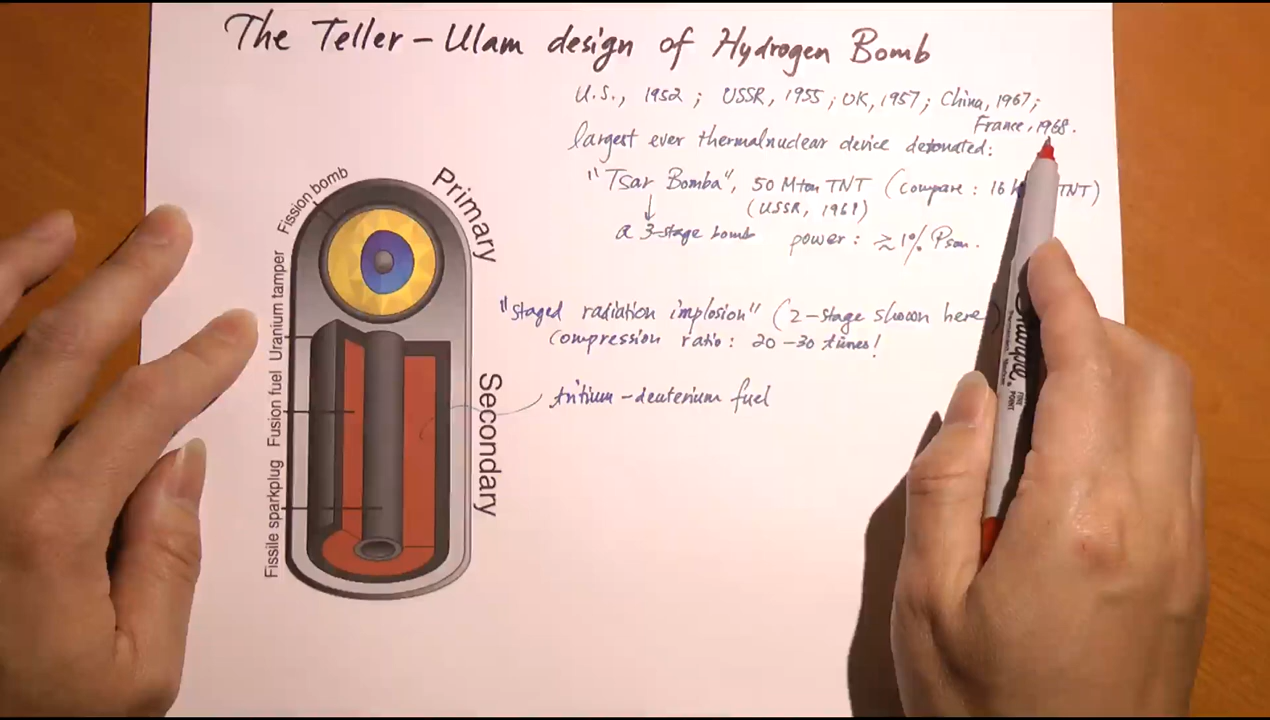 The Teller - Ulam design of Hydrogen Bomb
U.S., 1952 ; USSR, 1955 ; UK, 1957 ; China, 1967;
France, 1968.
largest ever thermalnuclear device detonated:
"Tsar Bomba", 50 Mton TNT (compare : 16 TNT)
(USSR, 1961)
a 3-stage bomb power : ≳ 1% Psun.
"staged radiation implosion" (2-stage shown here
compression ratio : 20 - 30 times!
tritium - deuterium fuel
Primary
Secondary
Fission bomb
Uranium tamper
Fusion fuel
Fissile sparkplug
FINE
POINT